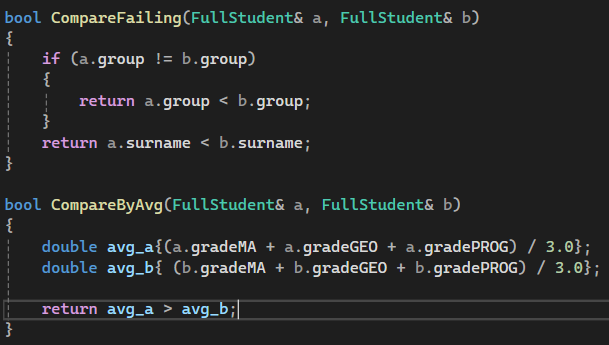 bool CompareFailing(FullStudent& a, FullStudent& b)
{
    if (a.group != b.group)
    {
        return a.group < b.group;
    }
    return a.surname < b.surname;
}

bool CompareByAvg(FullStudent& a, FullStudent& b)
{
    double avg_a{(a.gradeMA + a.gradeGEO + a.gradePROG) / 3.0};
    double avg_b{ (b.gradeMA + b.gradeGEO + b.gradePROG) / 3.0};

    return avg_a > avg_b;
}